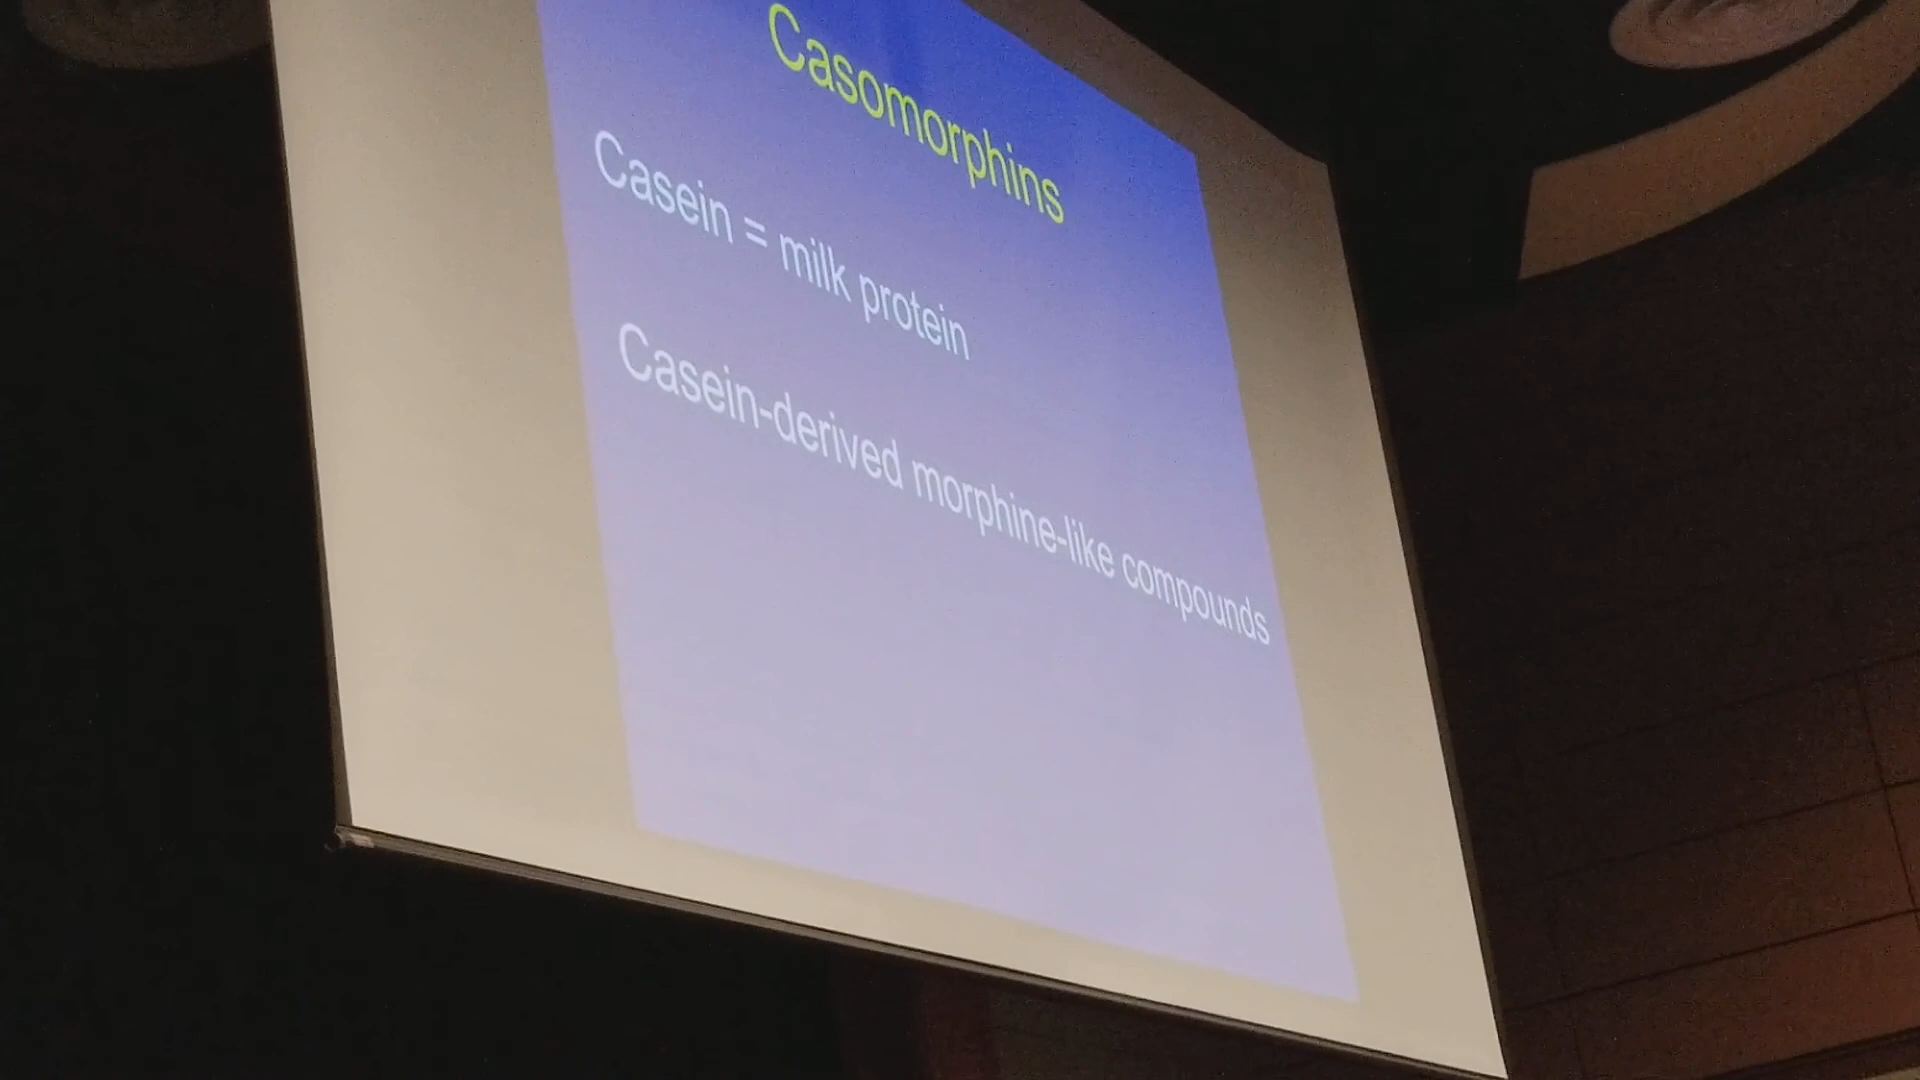 Casomorphins
Casein = milk protein
Casein-derived morphine-like compounds